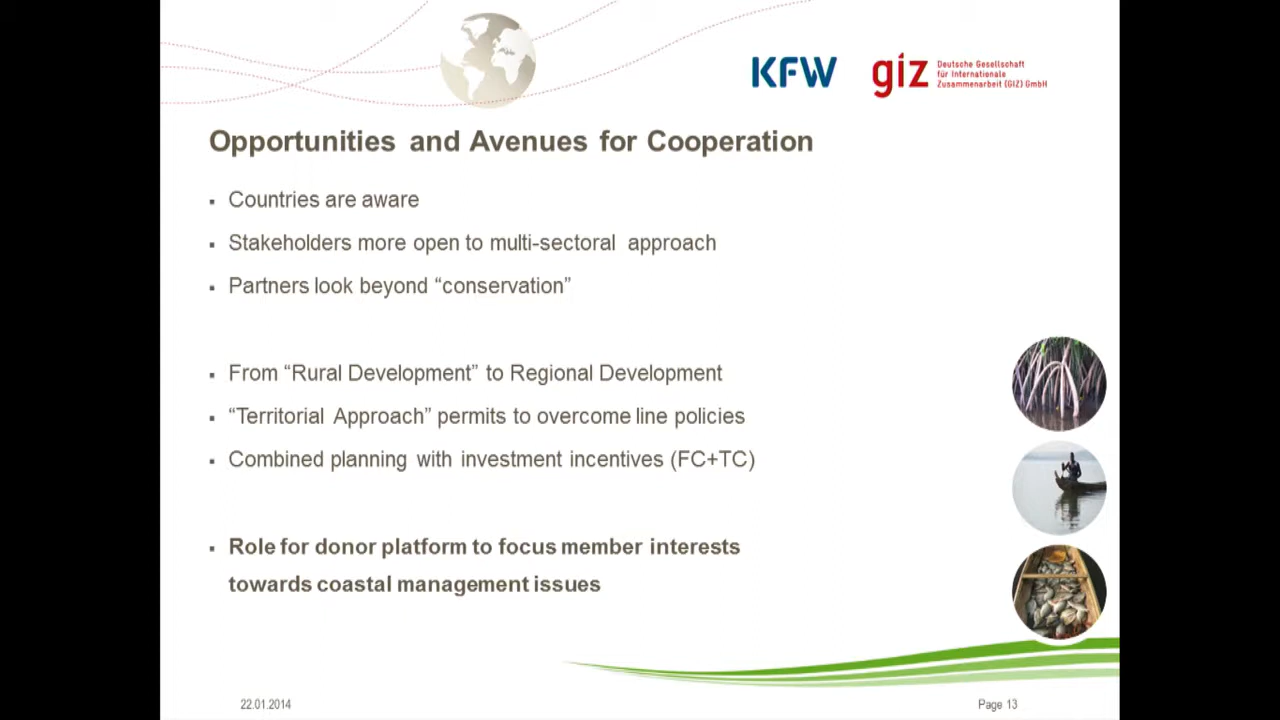 KFW
giz
Deutsche Gesellschaft
für Internationale
Zusammenarbeit (GIZ) GmbH
Opportunities and Avenues for Cooperation
▪ Countries are aware
▪ Stakeholders more open to multi-sectoral approach
▪ Partners look beyond “conservation”
▪ From “Rural Development” to Regional Development
▪ “Territorial Approach” permits to overcome line policies
▪ Combined planning with investment incentives (FC+TC)
▪ Role for donor platform to focus member interests
towards coastal management issues
22.01.2014
Page 13